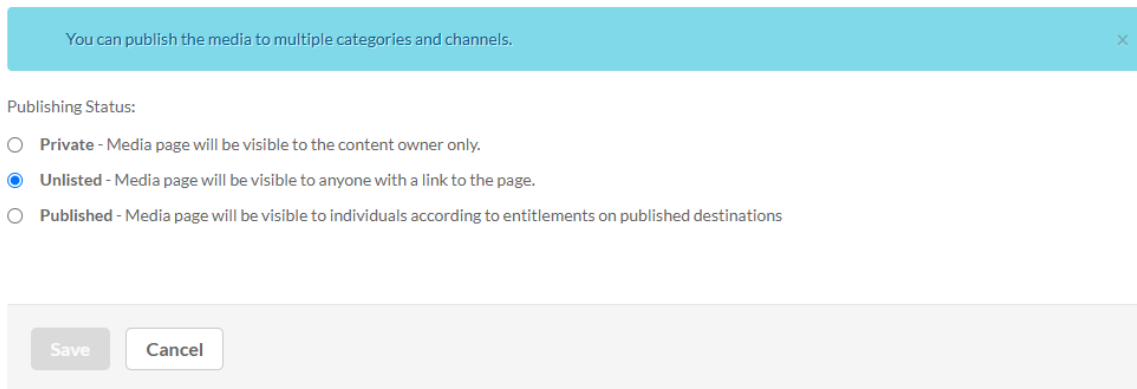 You can publish the media to multiple categories and channels.
×
Publishing Status:
Private - Media page will be visible to the content owner only.
Unlisted - Media page will be visible to anyone with a link to the page.
Published - Media page will be visible to individuals according to entitlements on published destinations
Save Cancel